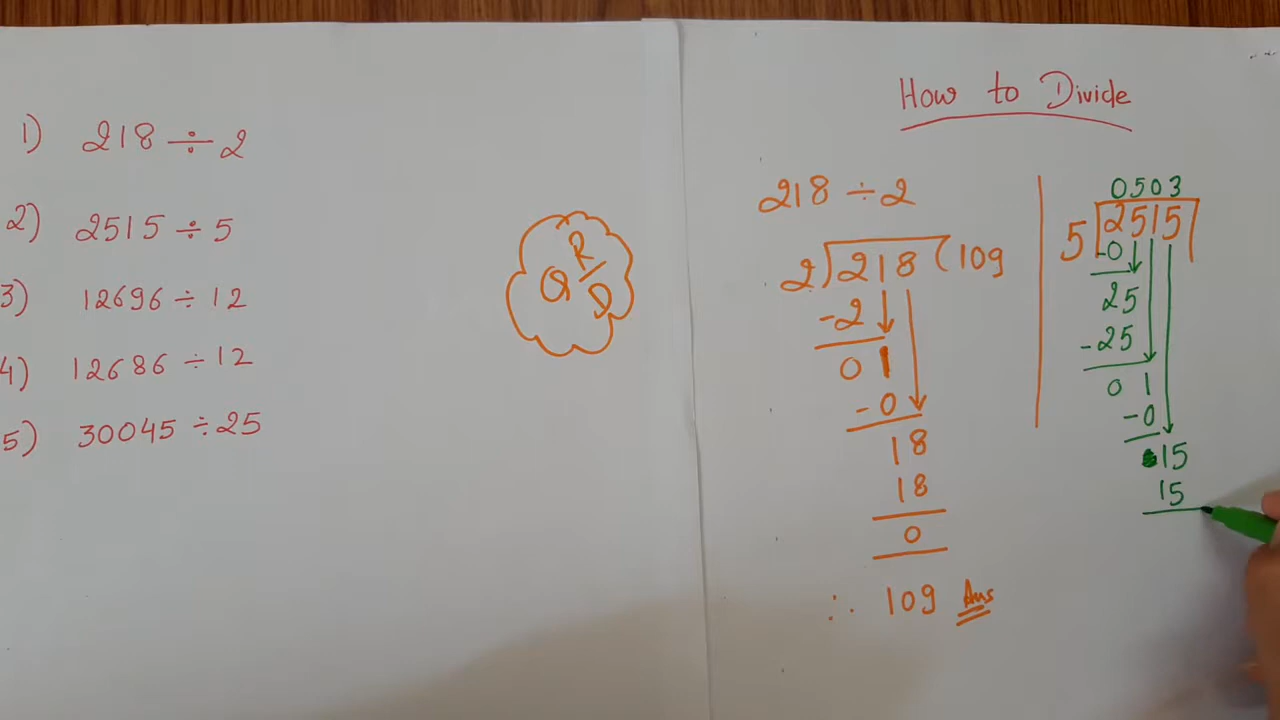 1) 218 ÷ 2
2) 2515 ÷ 5
3) 12696 ÷ 12
4) 12686 ÷ 12
5) 30045 ÷ 25
Q R/D
How to Divide
218 ÷ 2
2)218(109
-2
01
-0
18
18
0
∴ 109 Ans
0503
5 2515
-0
25
-25
01
-0
15
15